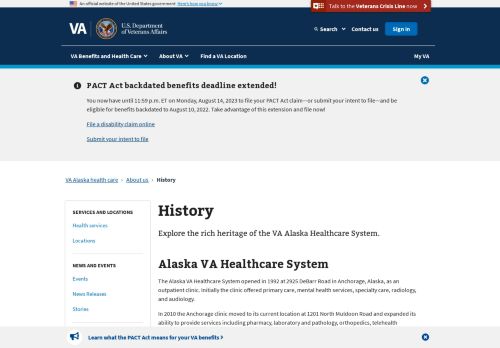 An official website of the United States government Here's how you know
Talk to the Veterans Crisis Line now
VA
U.S. Department
of Veterans Affairs
Search
Contact us
Sign in
VA Benefits and Health Care
About VA
Find a VA Location
My VA
PACT Act backdated benefits deadline extended!
You now have until 11:59 p.m. ET on Monday, August 14, 2023 to file your PACT Act claim—or submit your intent to file—and be
eligible for benefits backdated to August 10, 2022. Take advantage of this extension and file now!
File a disability claim online
Submit your intent to file
VA Alaska health care › About us › History
SERVICES AND LOCATIONS
Health services
Locations
NEWS AND EVENTS
Events
News Releases
Stories
History
Explore the rich heritage of the VA Alaska Healthcare System.
Alaska VA Healthcare System
The Alaska VA Healthcare System opened in 1992 at 2925 DeBarr Road in Anchorage, Alaska, as an
outpatient clinic. Initially the clinic offered primary care, mental health services, specialty care, radiology,
and audiology.
In 2010 the Anchorage clinic moved to its current location at 1201 North Muldoon Road and expanded its
ability to provide services including pharmacy, laboratory and pathology, orthopedics, telehealth
Learn what the PACT Act means for your VA benefits